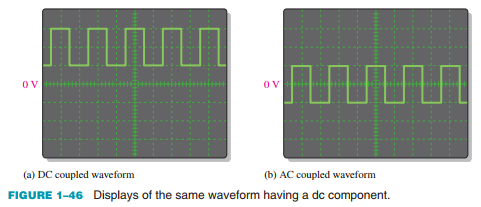 0 V
0 V
(a) DC coupled waveform
(b) AC coupled waveform
FIGURE 1–46 Displays of the same waveform having a dc component.